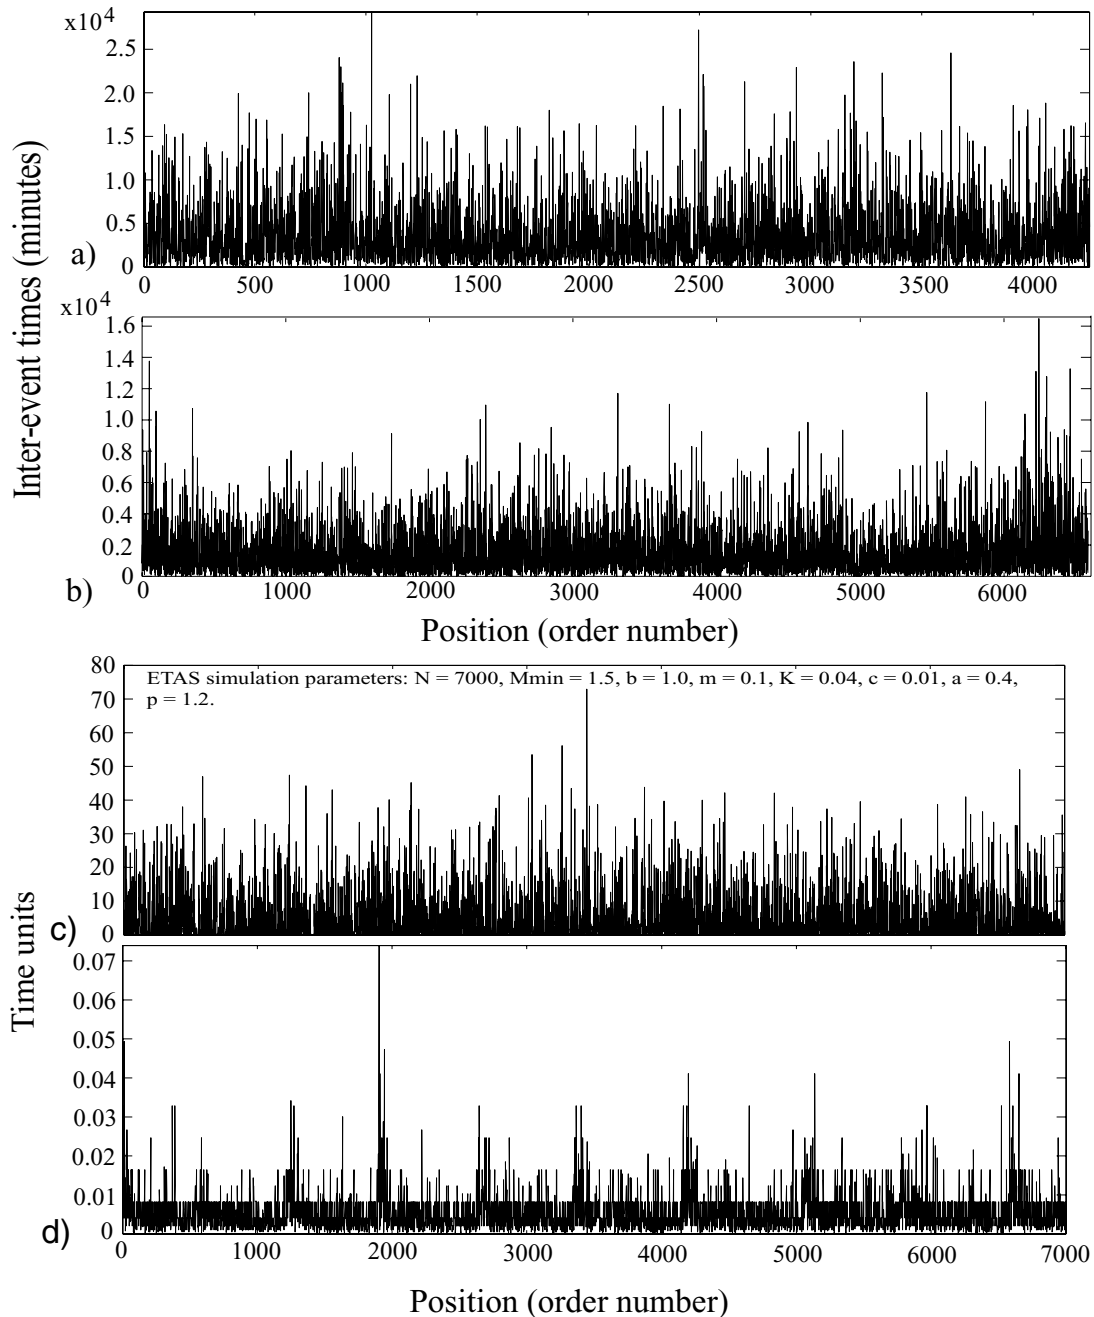 x10⁴
2.5
2.0
1.5
1.0
0.5
0
a)
0 500 1000 1500 2000 2500 3000 3500 4000
Inter-event times (minutes)
x10⁴
1.6
1.4
1.2
1.0
0.8
0.6
0.4
0.2
0
b)
0 1000 2000 3000 4000 5000 6000
Position (order number)
80
70
60
50
40
30
20
10
0
ETAS simulation parameters: N = 7000, Mmin = 1.5, b = 1.0, m = 0.1, K = 0.04, c = 0.01, a = 0.4,
p = 1.2.
c)
Time units
0.07
0.06
0.05
0.04
0.03
0.02
0.01
0
d)
0 1000 2000 3000 4000 5000 6000 7000
Position (order number)